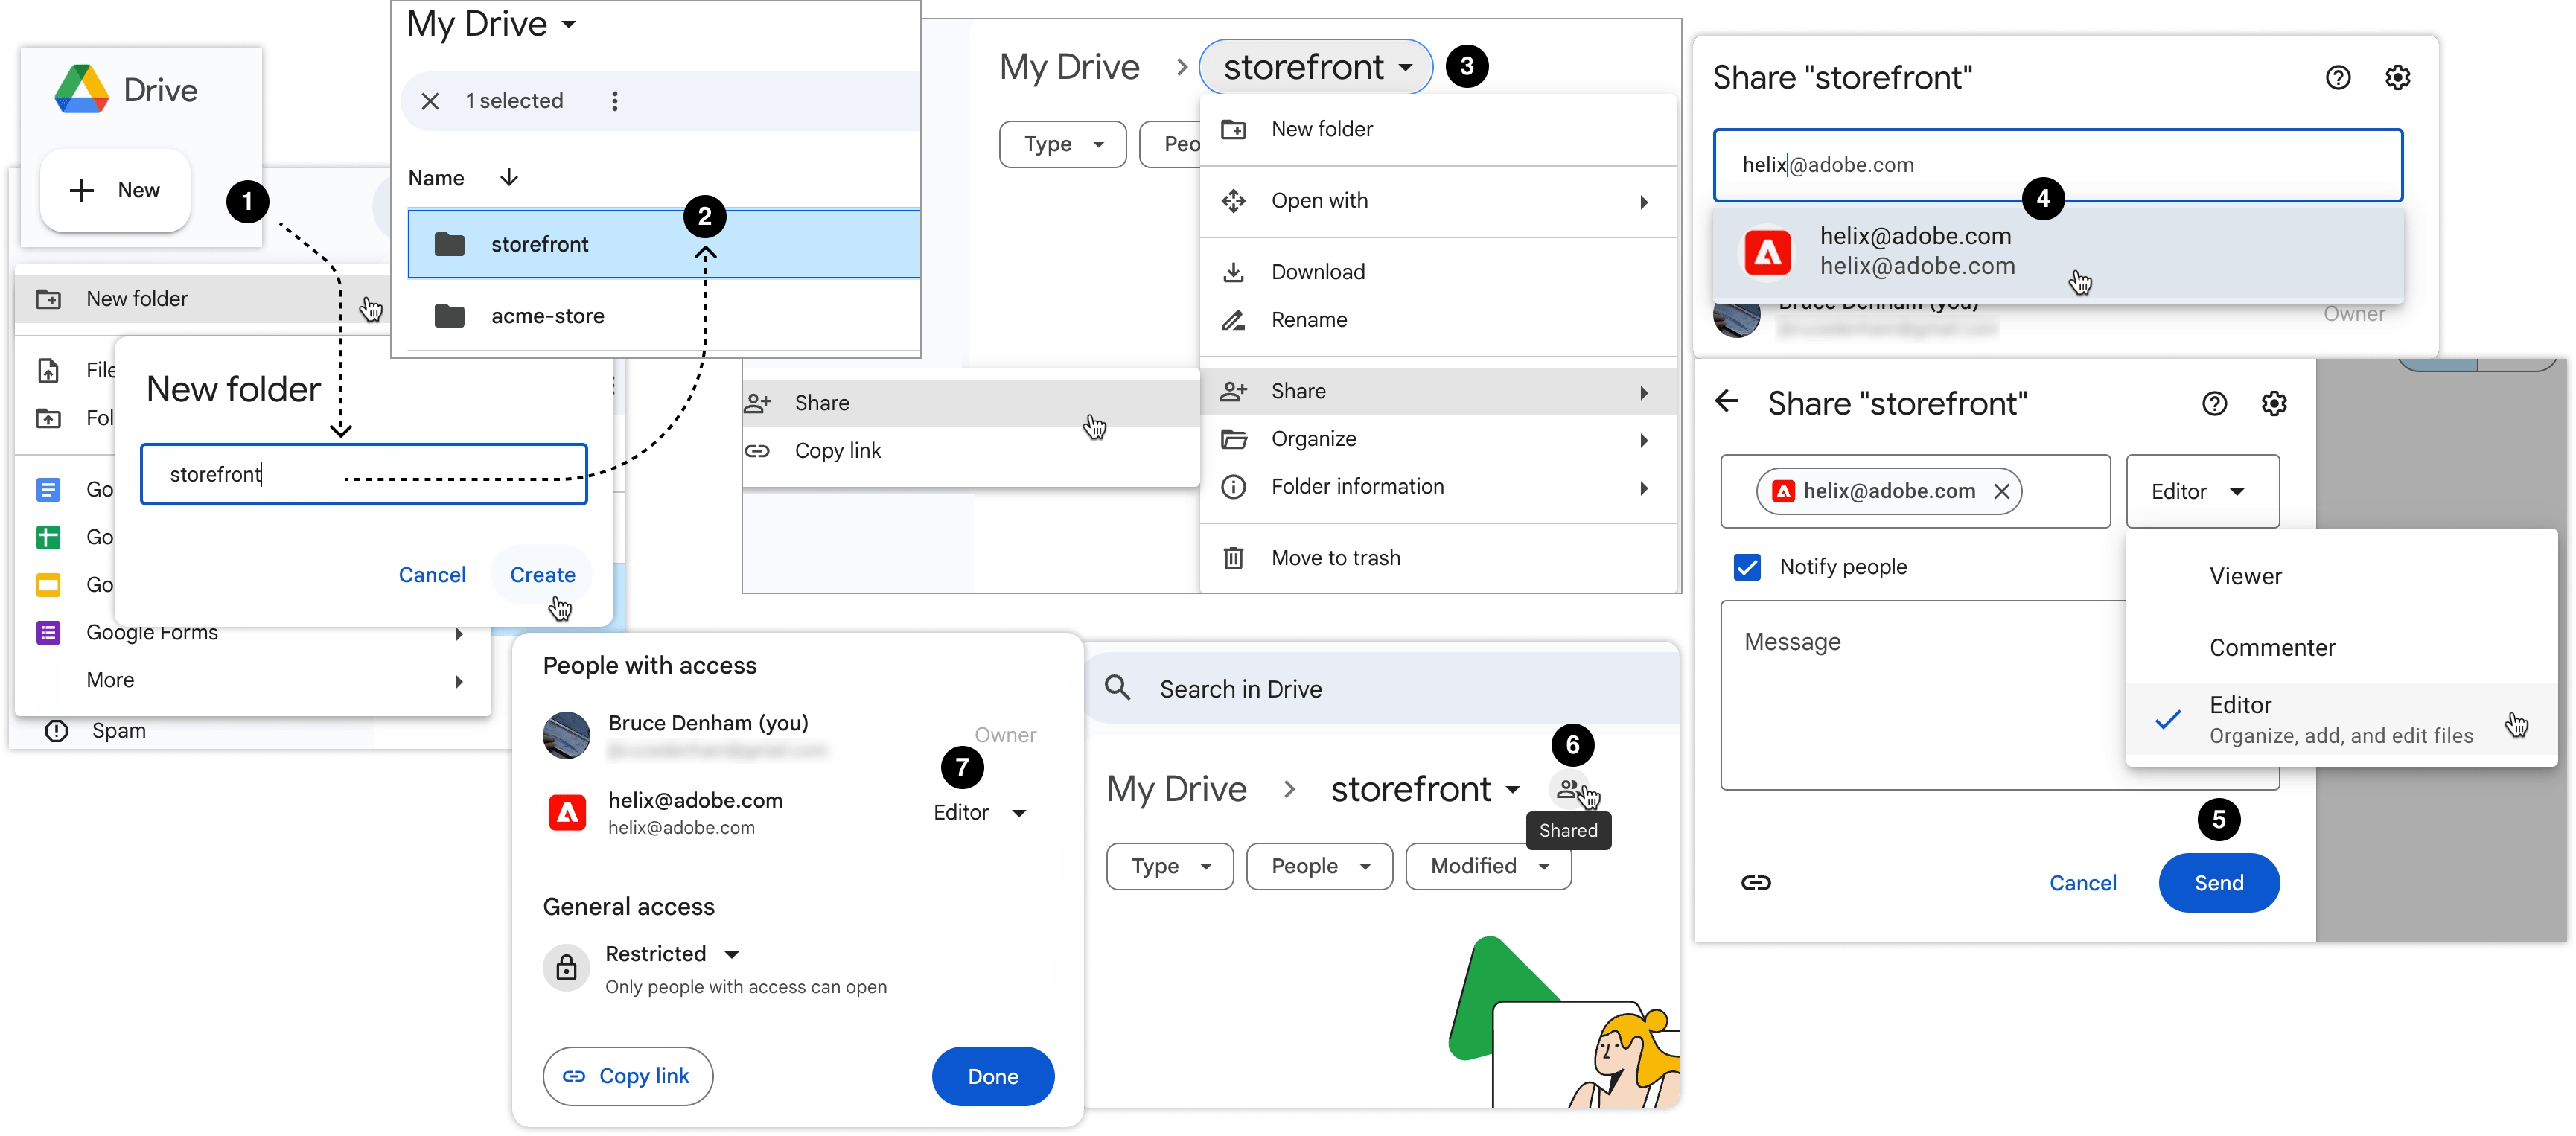 Drive
New
1
New folder
File
Fol
Go
Go
Go
Google Forms
More
Spam
New folder
storefront
Cancel
Create
My Drive
1 selected
Name
2
storefront
acme-store
My Drive > storefront
3
Type
Peo
New folder
Open with
Download
Rename
Share
Organize
Folder information
Move to trash
Share
Copy link
Share "storefront"
helix@adobe.com
4
helix@adobe.com
helix@adobe.com
Bruce Denham (you)
Owner
Share "storefront"
helix@adobe.com
Editor
Notify people
Message
Viewer
Commenter
Editor
Organize, add, and edit files
5
Cancel
Send
Search in Drive
6
My Drive > storefront
Shared
Type
People
Modified
People with access
Bruce Denham (you)
Owner
7
helix@adobe.com
helix@adobe.com
Editor
General access
Restricted
Only people with access can open
Copy link
Done